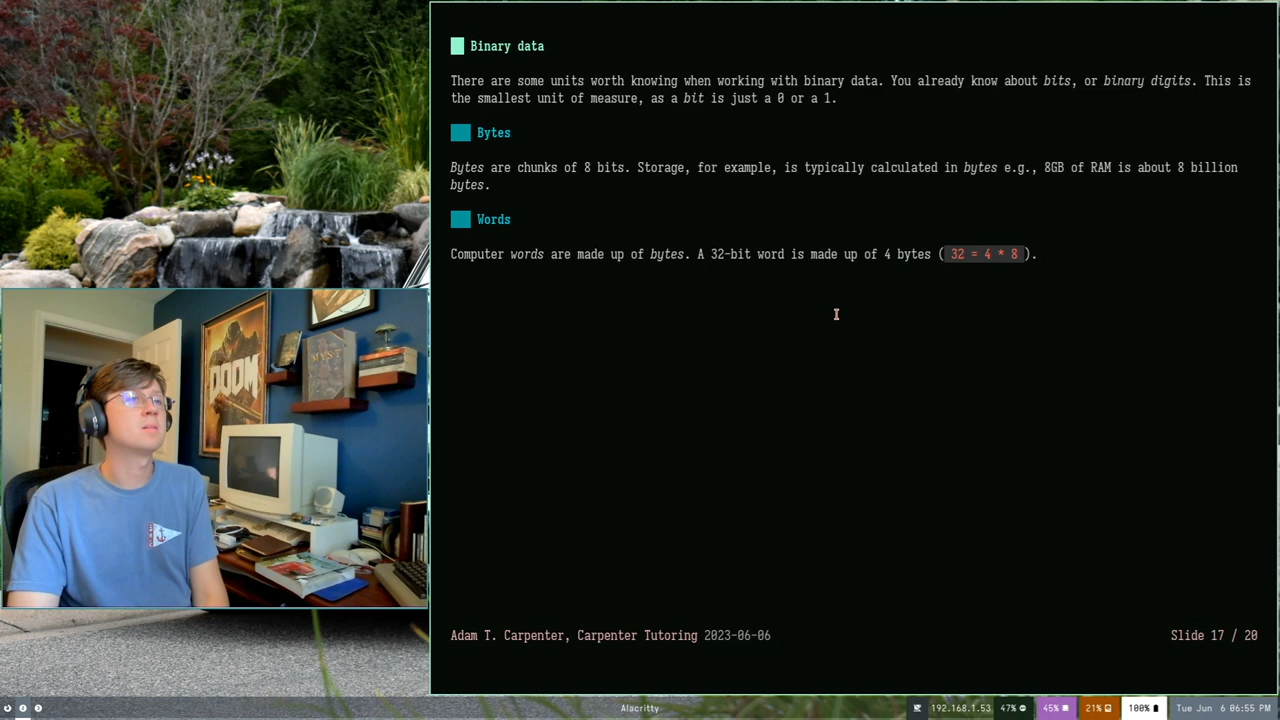 Binary data
There are some units worth knowing when working with binary data. You already know about bits, or binary digits. This is
the smallest unit of measure, as a bit is just a 0 or a 1.
Bytes
Bytes are chunks of 8 bits. Storage, for example, is typically calculated in bytes e.g., 8GB of RAM is about 8 billion
bytes.
Words
Computer words are made up of bytes. A 32-bit word is made up of 4 bytes ( 32 = 4 * 8 ).
DOOM
MYST
Adam T. Carpenter, Carpenter Tutoring 2023-06-06
Slide 17 / 20
Alacritty
192.168.1.53
47%
45%
21%
100%
Tue Jun 6 06:55 PM